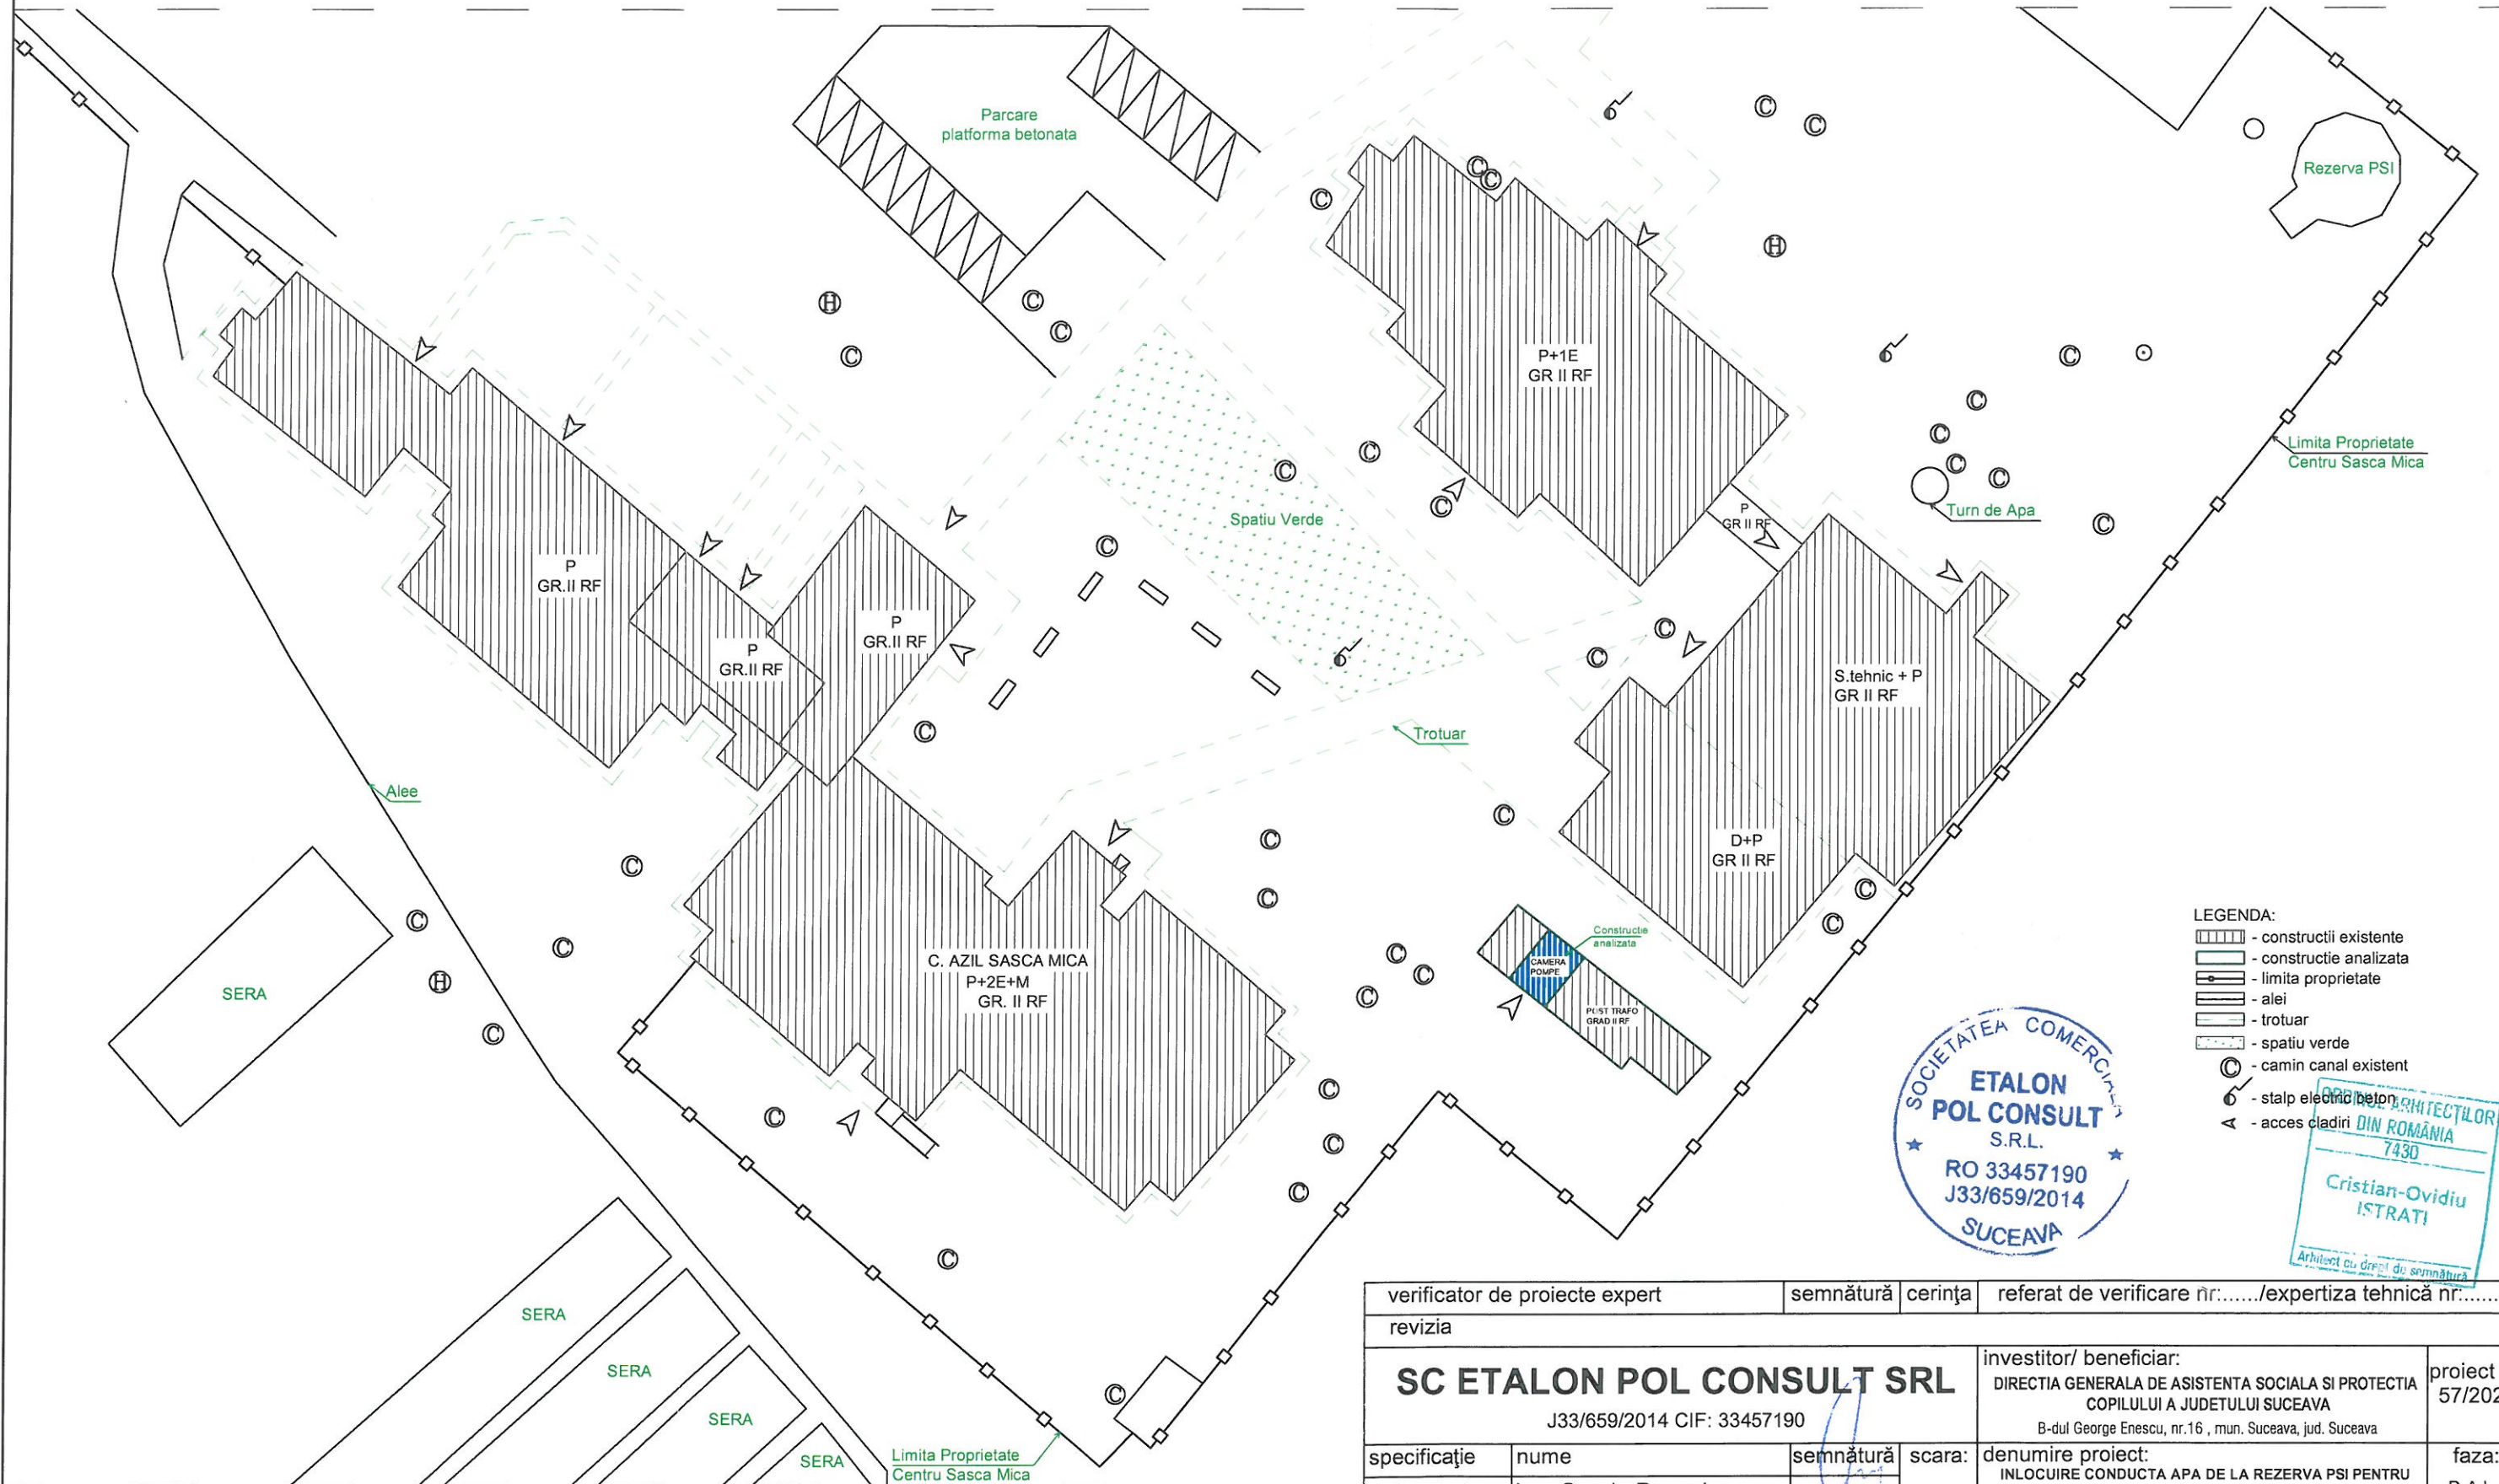 Parcare
platforma betonata
Rezerva PSI
H
C
P+1E
GR II RF
Limita Proprietate
Centru Sasca Mica
Turn de Apa
Spatiu Verde
P
GR II RF
P
GR.II RF
P
GR.II RF
P
GR.II RF
S.tehnic + P
GR II RF
Trotuar
Alee
D+P
GR II RF
SERA
C. AZIL SASCA MICA
P+2E+M
GR. II RF
Constructie
analizata
CAMERA
POMPE
POST TRAFO
GRAD II RF
LEGENDA:
- constructii existente
- constructie analizata
- limita proprietate
- alei
- trotuar
- spatiu verde
C - camin canal existent
- stalp electric beton
- acces cladiri
SOCIETATEA COMERCIALA
ETALON
POL CONSULT
S.R.L.
RO 33457190
J33/659/2014
SUCEAVA
ORDINUL ARHITECȚILOR
DIN ROMÂNIA
7430
Cristian-Ovidiu
ISTRATI
Arhitect cu drept de semnătură
SERA
SERA
SERA
SERA
Limita Proprietate
Centru Sasca Mica
verificator de proiecte expert semnătură cerinţa referat de verificare nr:....../expertiza tehnică nr:......
revizia
SC ETALON POL CONSULT SRL
J33/659/2014 CIF: 33457190
investitor/ beneficiar:
DIRECTIA GENERALA DE ASISTENTA SOCIALA SI PROTECTIA
COPILULUI A JUDETULUI SUCEAVA
B-dul George Enescu, nr.16 , mun. Suceava, jud. Suceava
proiect
57/202
specificaţie nume semnătură scara: denumire proiect:
INLOCUIRE CONDUCTA APA DE LA REZERVA PSI PENTRU
faza: